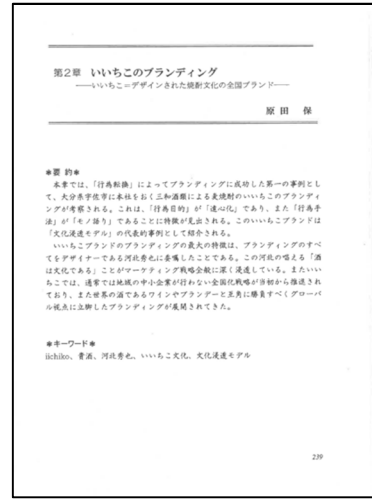 第2章 いいちこのブランディング
──いいちこ＝デザインされた焼酎文化の全国ブランド──
原田 保
＊要 約＊
本章では、「行為転換」によってブランディングに成功した第一の事例とし
て、大分県宇佐市に本社をおく三和酒類による麦焼酎のいいちこのブランディ
ングが考察される。これは、「行為目的」が「道心化」であり、また「行為手
法」が「モノ語り」であることに特徴が見出される。このいいちこブランドは
「文化浸透モデル」の代表的事例として紹介される。
いいちこブランドのブランディングの最大の特徴は、ブランディングのすべ
てをデザイナーである河北秀也に委嘱したことである。この河北の唱える「酒
は文化である」ことがマーケティング戦略全般に深く浸透している。またいい
ちこでは、通常では地域の中小企業が行わない全国化戦略が当初から推進され
ており、また世界の酒であるワインやブランデーと互角に勝負すべくグローバ
ル視点に立脚したブランディングが展開されてきた。
＊キーワード＊
iichiko、貴酒、河北秀也、いいちこ文化、文化浸透モデル
239